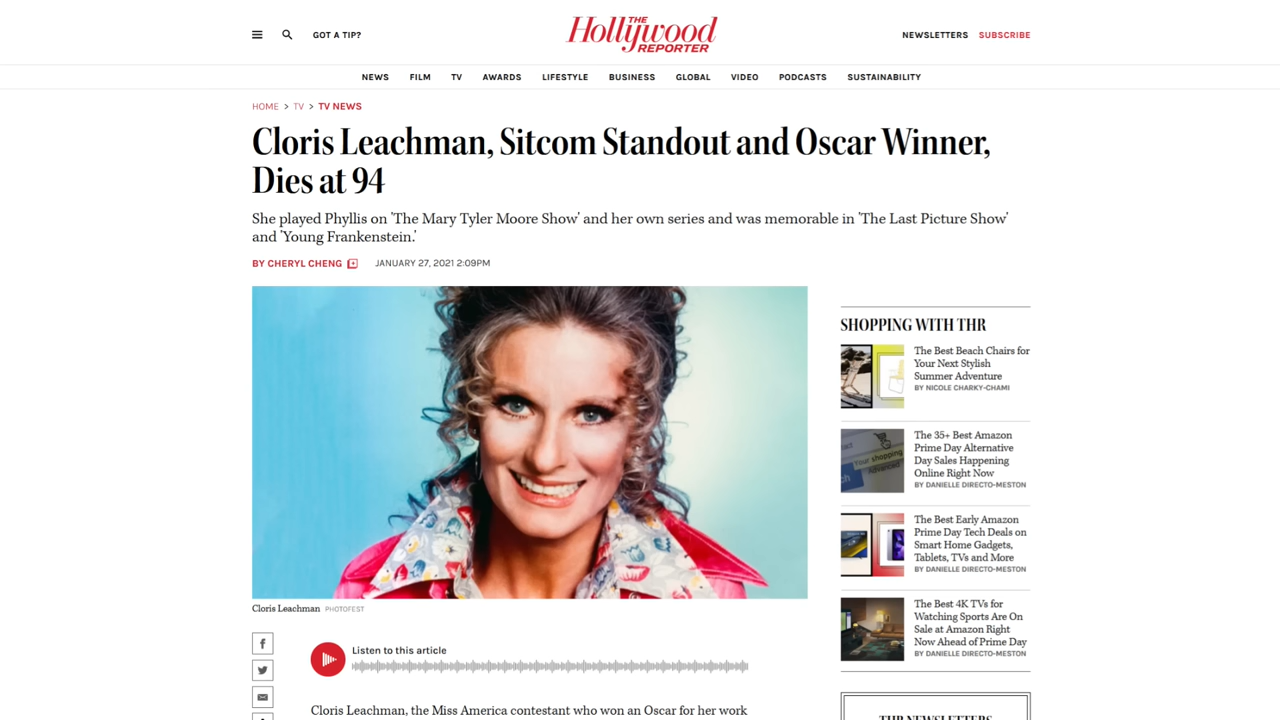 GOT A TIP?
THE
Hollywood
REPORTER
NEWSLETTERS SUBSCRIBE
NEWS FILM TV AWARDS LIFESTYLE BUSINESS GLOBAL VIDEO PODCASTS SUSTAINABILITY
HOME > TV > TV NEWS
Cloris Leachman, Sitcom Standout and Oscar Winner,
Dies at 94
She played Phyllis on 'The Mary Tyler Moore Show' and her own series and was memorable in 'The Last Picture Show'
and 'Young Frankenstein.'
BY CHERYL CHENG JANUARY 27, 2021 2:09PM
Cloris Leachman PHOTOFEST
Listen to this article
Cloris Leachman, the Miss America contestant who won an Oscar for her work
SHOPPING WITH THR
The Best Beach Chairs for
Your Next Stylish
Summer Adventure
BY NICOLE CHARKY-CHAMI
Your shopping
Advanced
The 35+ Best Amazon
Prime Day Alternative
Day Sales Happening
Online Right Now
BY DANIELLE DIRECTO-MESTON
The Best Early Amazon
Prime Day Tech Deals on
Smart Home Gadgets,
Tablets, TVs and More
BY DANIELLE DIRECTO-MESTON
The Best 4K TVs for
Watching Sports Are On
Sale at Amazon Right
Now Ahead of Prime Day
BY DANIELLE DIRECTO-MESTON
THR NEWSLETTERS